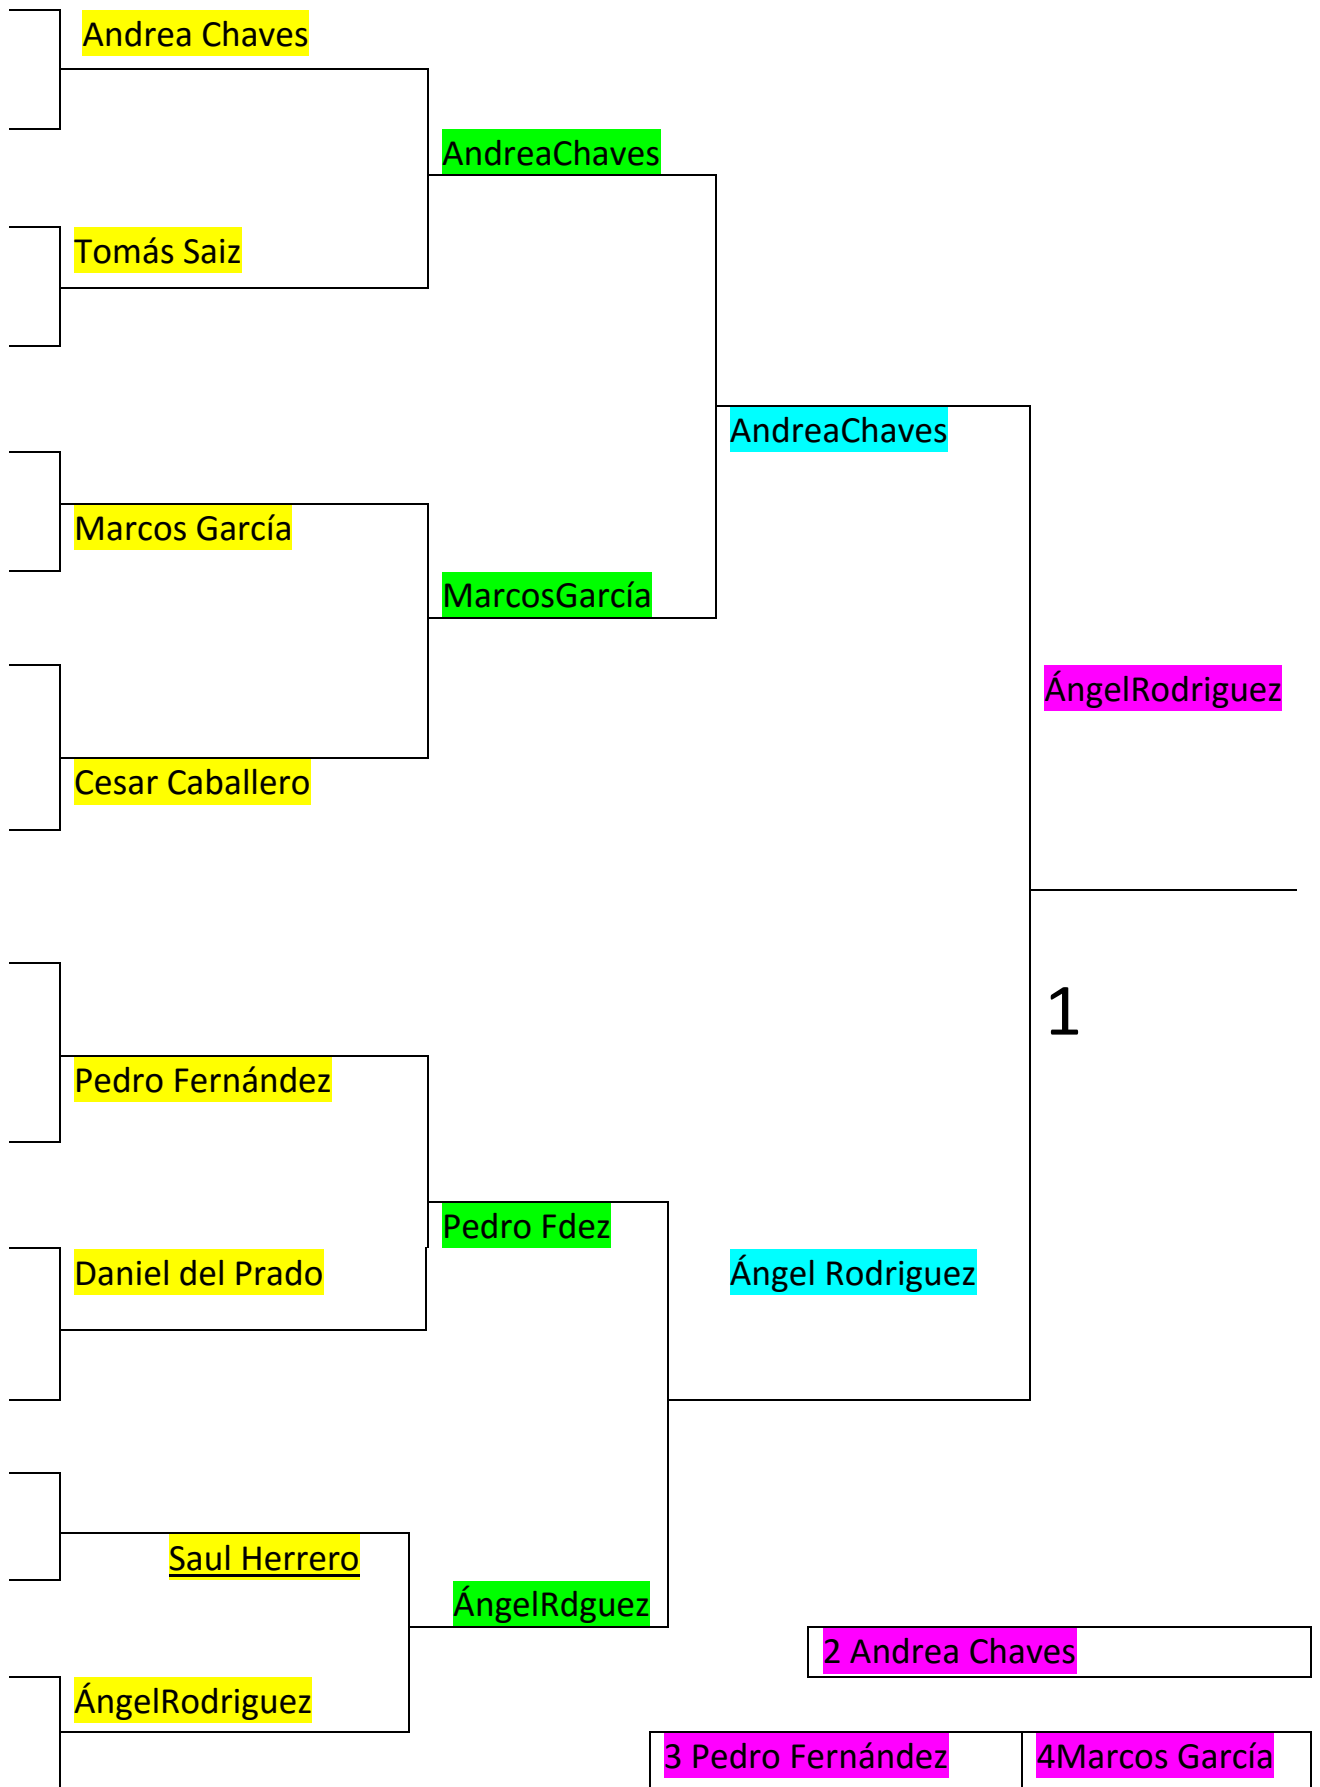 Andrea Chaves
AndreaChaves
Tomás Saiz
AndreaChaves
Marcos García
MarcosGarcía
ÁngelRodriguez
Cesar Caballero
1
Pedro Fernández
Pedro Fdez
Daniel del Prado
Ángel Rodriguez
Saul Herrero
ÁngelRdguez
2 Andrea Chaves
ÁngelRodriguez
3 Pedro Fernández
4Marcos García